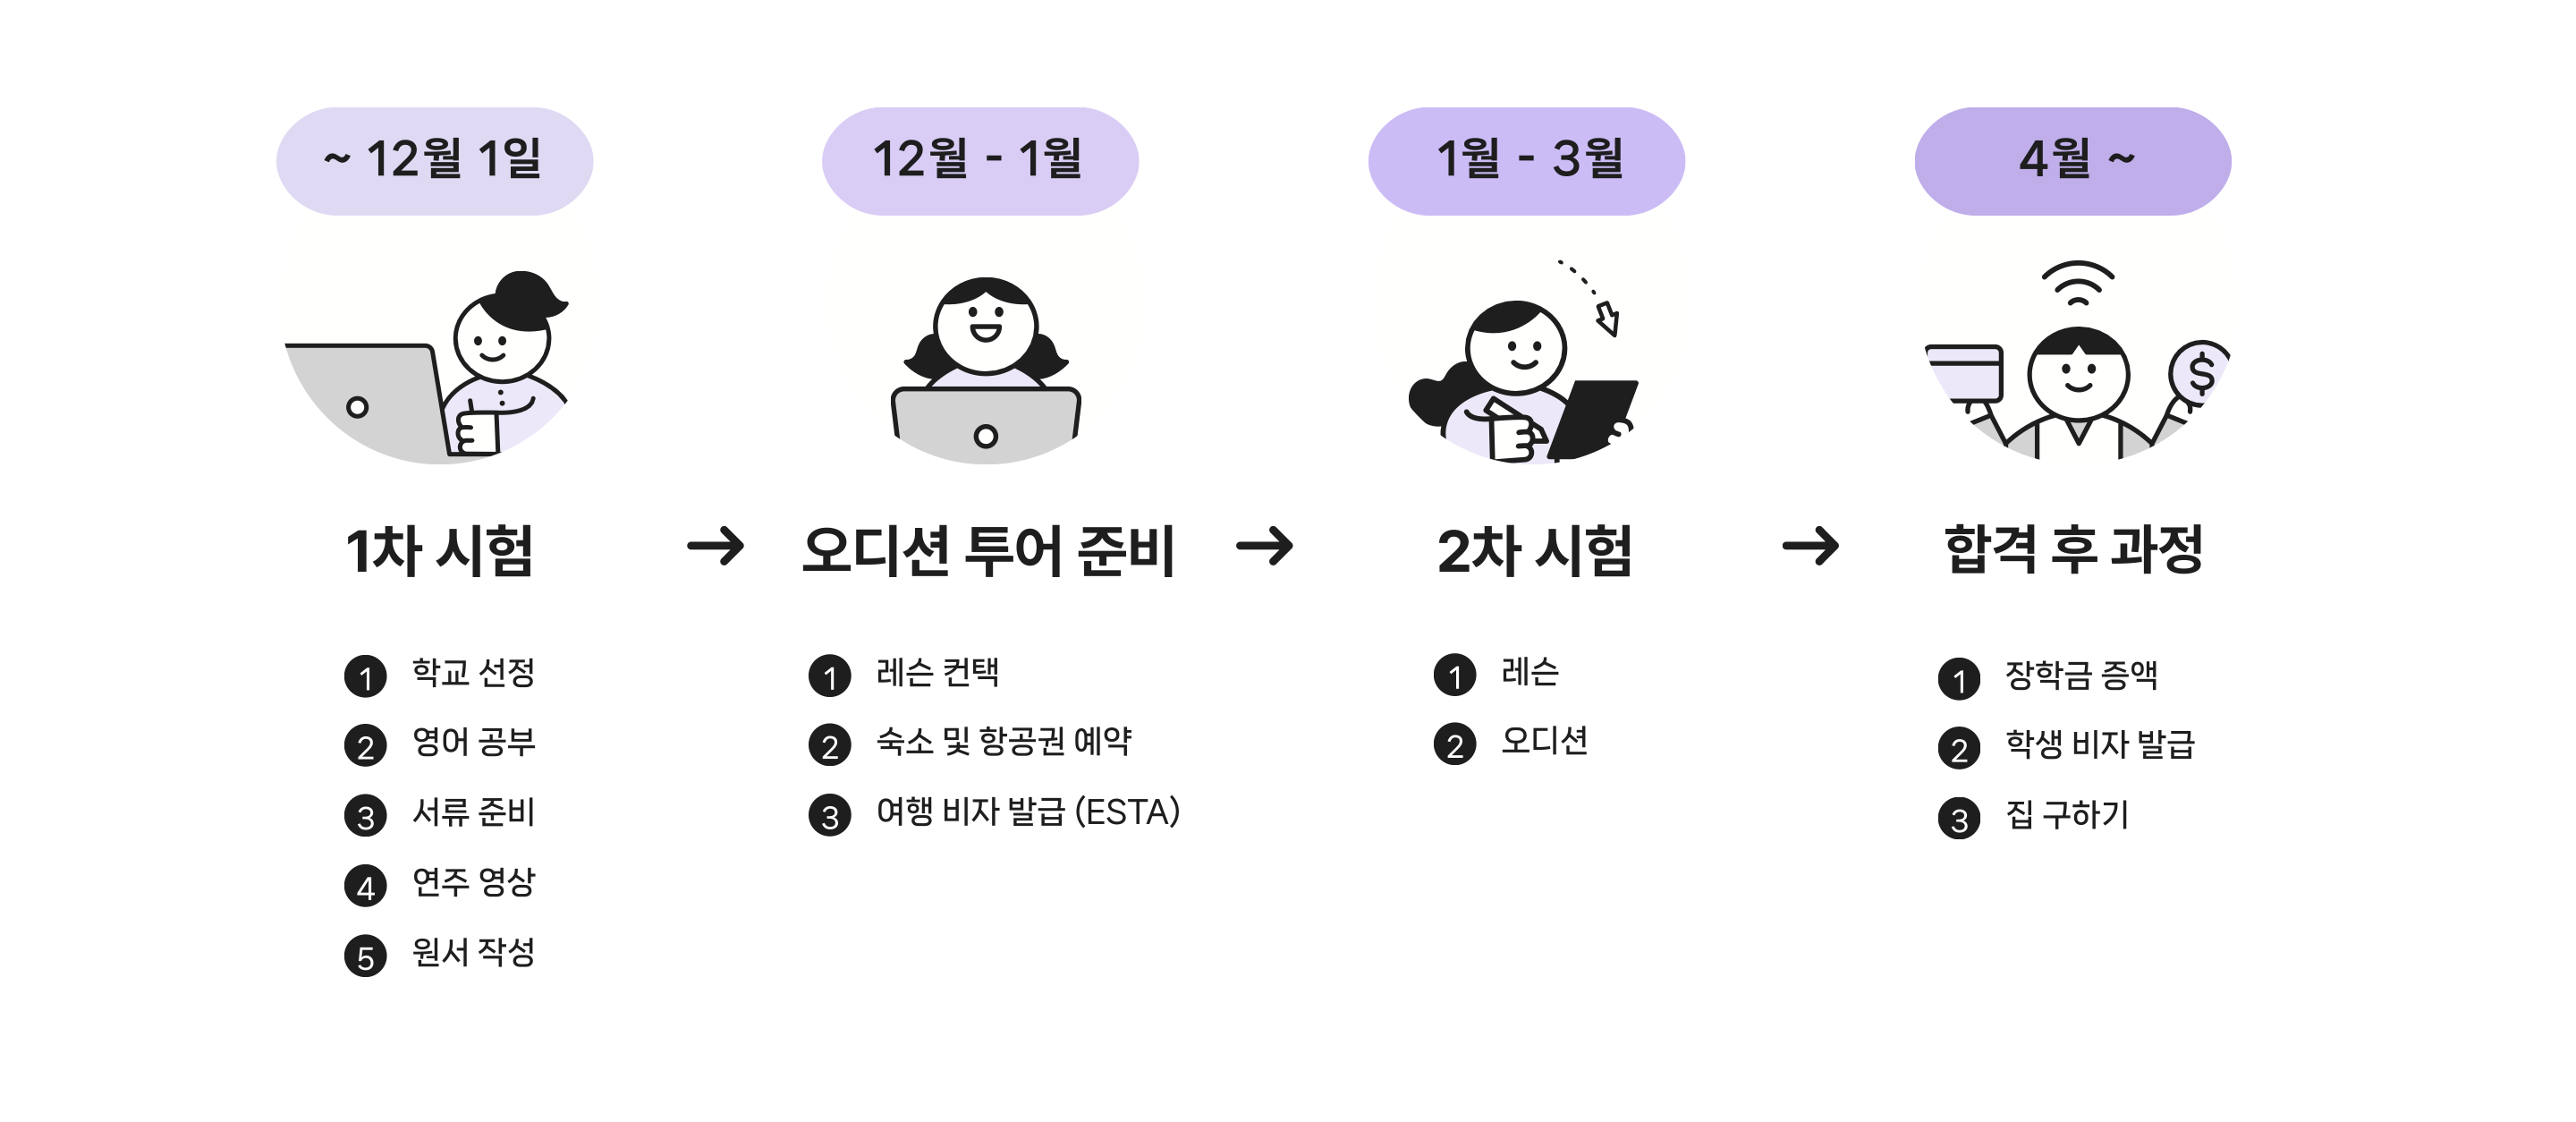 ~ 12월 1일
1차 시험
1 학교 선정
2 영어 공부
3 서류 준비
4 연주 영상
5 원서 작성
12월 - 1월
오디션 투어 준비
1 레슨 컨택
2 숙소 및 항공권 예약
3 여행 비자 발급 (ESTA)
1월 - 3월
2차 시험
1 레슨
2 오디션
4월 ~
$
합격 후 과정
1 장학금 증액
2 학생 비자 발급
3 집 구하기